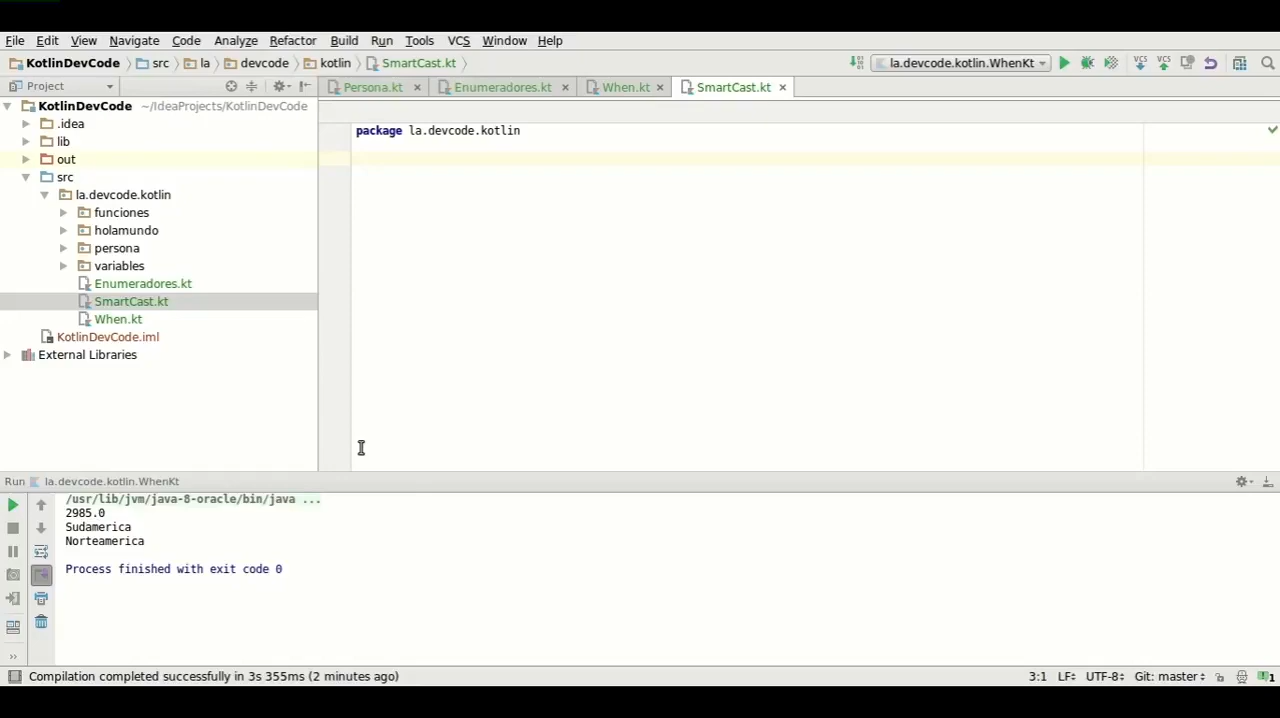 File Edit View Navigate Code Analyze Refactor Build Run Tools VCS Window Help
KotlinDevCode src la devcode kotlin SmartCast.kt la.devcode.kotlin.WhenKt VCS VCS
Project Persona.kt Enumeradores.kt When.kt SmartCast.kt
KotlinDevCode ~/IdeaProjects/KotlinDevCode
.idea
lib
out
src
la.devcode.kotlin
funciones
holamundo
persona
variables
Enumeradores.kt
SmartCast.kt
When.kt
KotlinDevCode.iml
External Libraries
package la.devcode.kotlin
Run la.devcode.kotlin.WhenKt
/usr/lib/jvm/java-8-oracle/bin/java ...
2985.0
Sudamerica
Norteamerica
Process finished with exit code 0
Compilation completed successfully in 3s 355ms (2 minutes ago) 3:1 LF÷ UTF-8÷ Git: master÷ 1